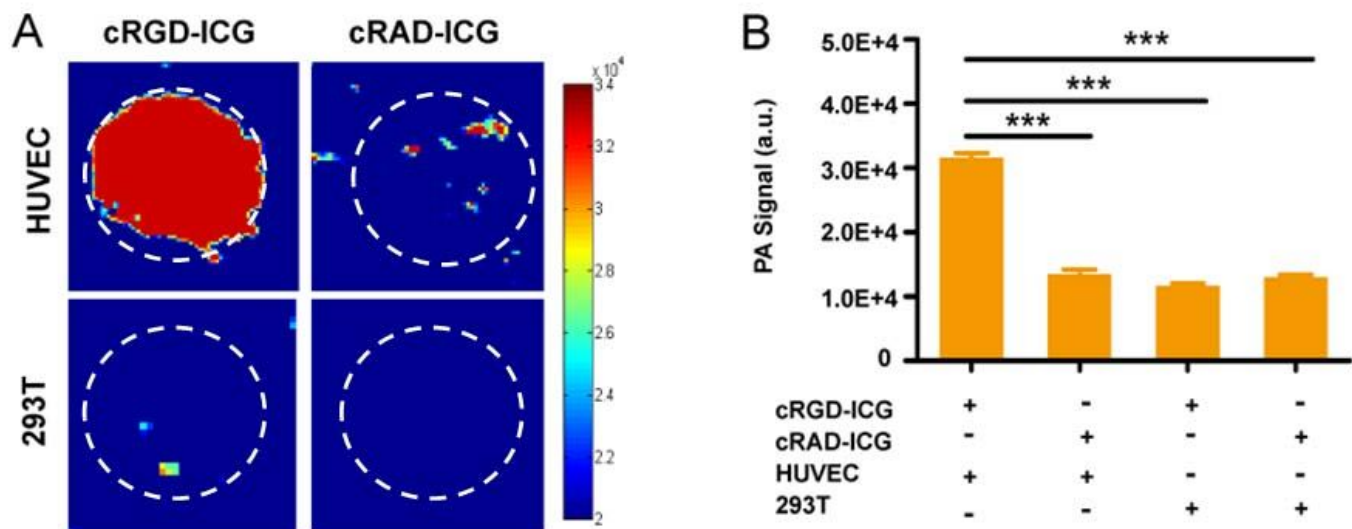 A
cRGD-ICG
cRAD-ICG
HUVEC
293T
x 10⁴
3.4
3.2
3
2.8
2.6
2.4
2.2
2
B
PA Signal (a.u.)
5.0E+4
4.0E+4
3.0E+4
2.0E+4
1.0E+4
0
***
***
***
cRGD-ICG + - + -
cRAD-ICG - + - +
HUVEC + + - -
293T - - + +